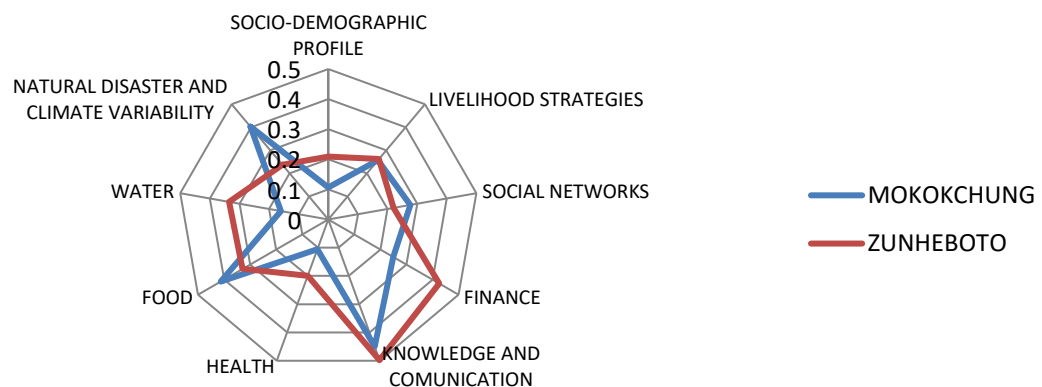 SOCIO-DEMOGRAPHIC
PROFILE
LIVELIHOOD STRATEGIES
SOCIAL NETWORKS
FINANCE
KNOWLEDGE AND
COMUNICATION
HEALTH
FOOD
WATER
NATURAL DISASTER AND
CLIMATE VARIABILITY
0.5
0.4
0.3
0.2
0.1
0
MOKOKCHUNG
ZUNHEBOTO